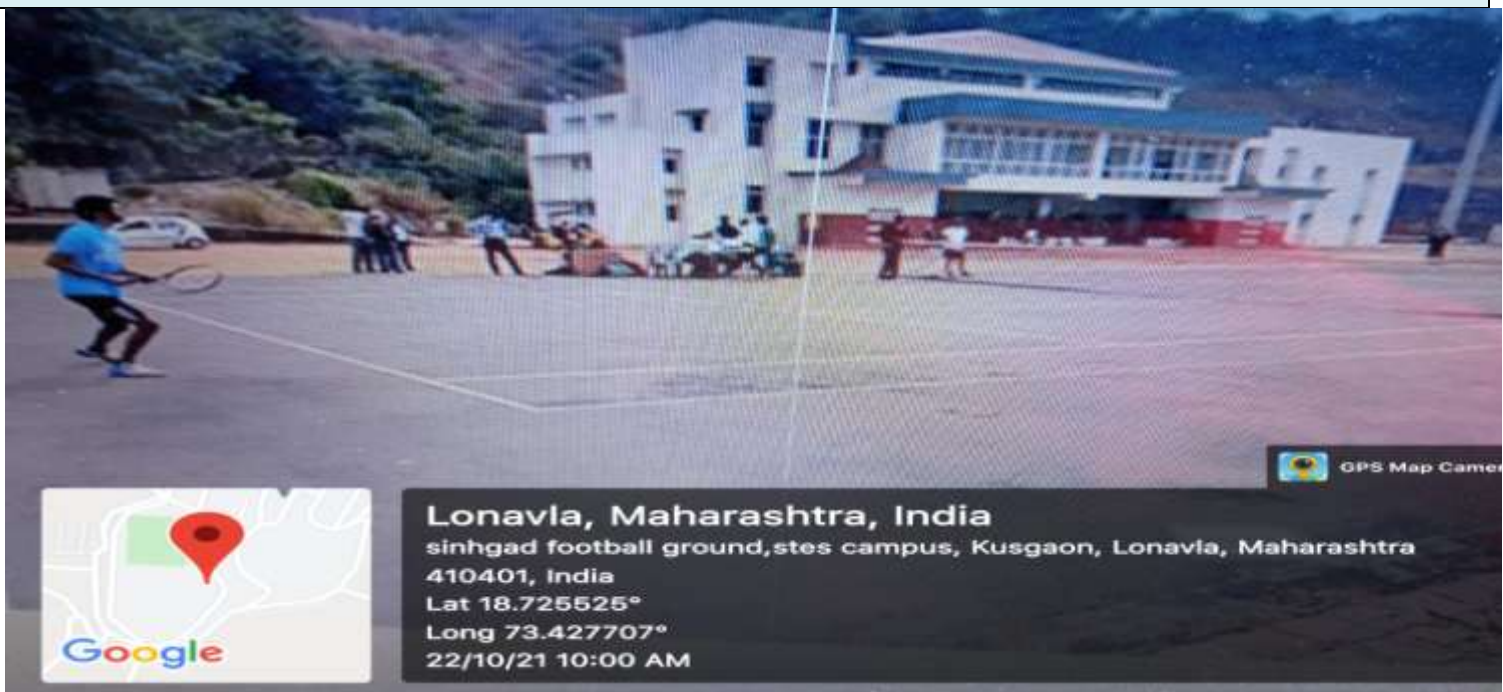 GPS Map Camer
Lonavla, Maharashtra, India
sinhgad football ground,stes campus, Kusgaon, Lonavla, Maharashtra
410401, India
Lat 18.725525°
Long 73.427707°
22/10/21 10:00 AM
Google